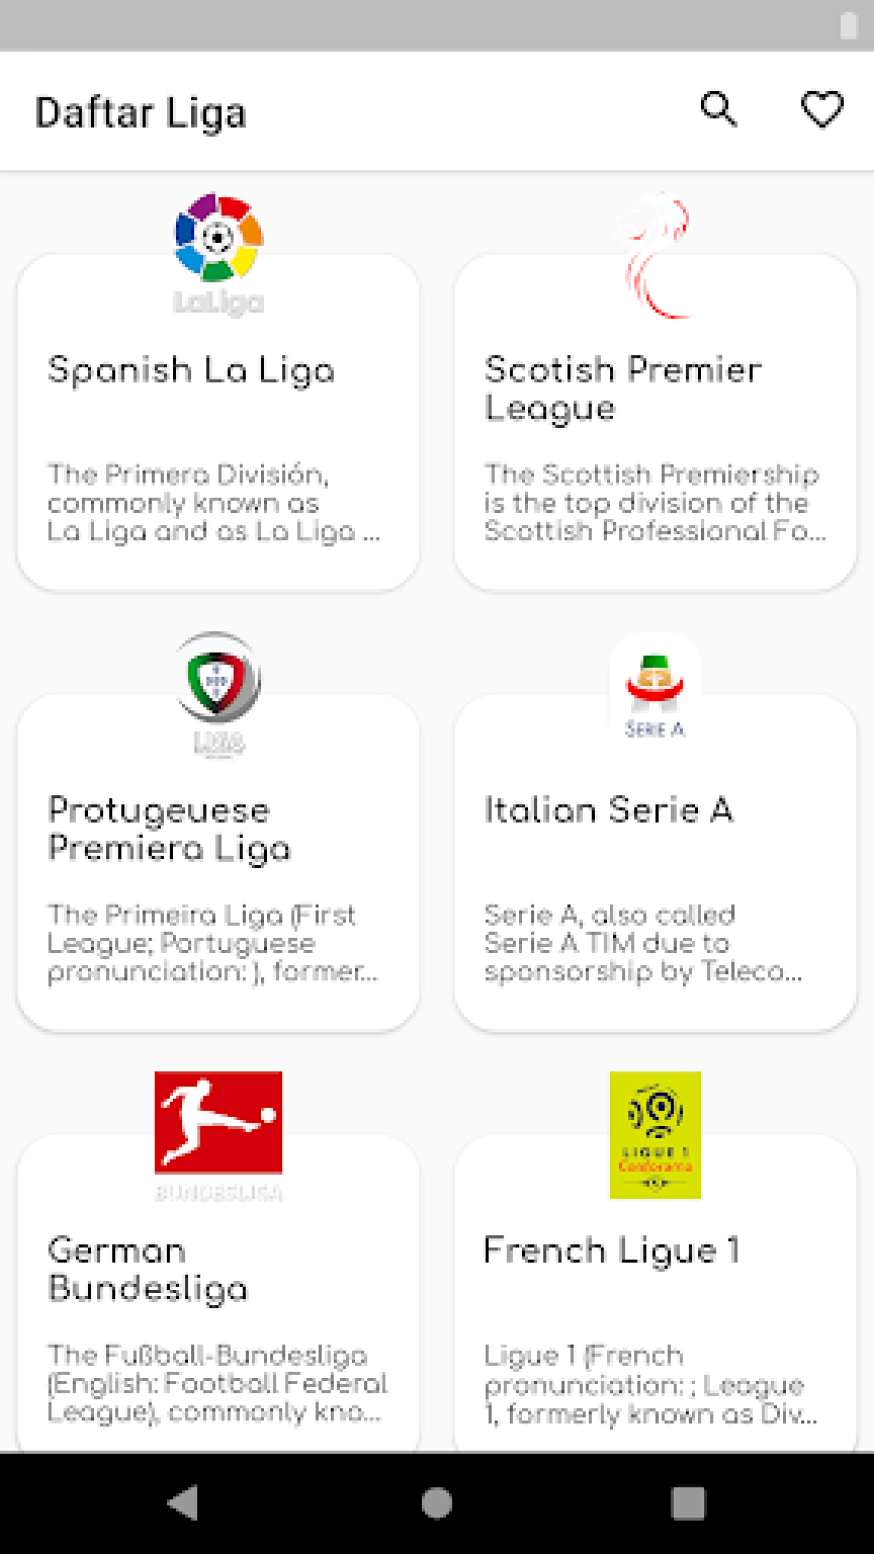 Daftar Liga
LaLiga
Spanish La Liga
The Primera División,
commonly known as
La Liga and as La Liga ...
Scotish Premier
League
The Scottish Premiership
is the top division of the
Scottish Professional Fo...
LIGA
Protugeuese
Premiera Liga
The Primeira Liga (First
League; Portuguese
pronunciation: ), former...
SERIE A
Italian Serie A
Serie A, also called
Serie A TIM due to
sponsorship by Teleco...
BUNDESLIGA
German
Bundesliga
The Fußball-Bundesliga
(English: Football Federal
League), commonly kno...
LIGUE 1
Conforama
French Ligue 1
Ligue 1 (French
pronunciation: ; League
1, formerly known as Div...